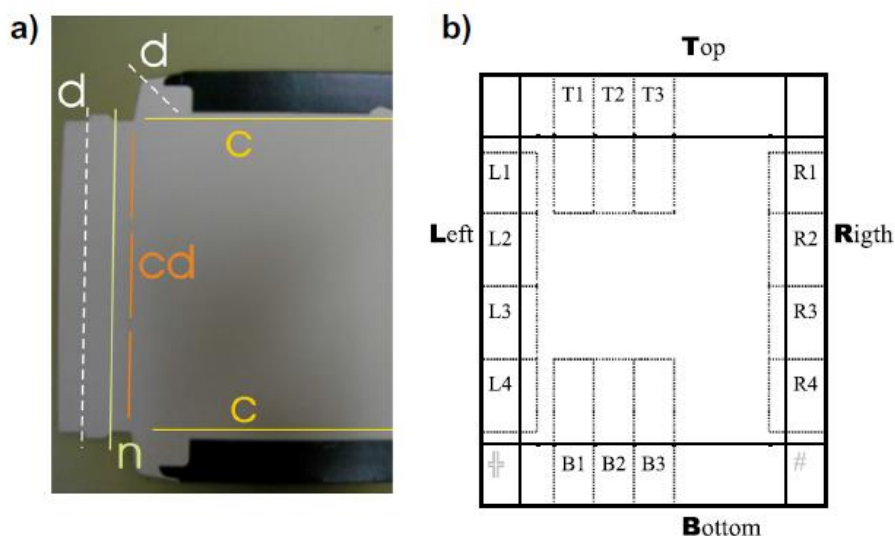 a)
d
d
c
cd
c
n
b)
Top
T1 T2 T3
L1 R1
Left L2 R2 Rigth
L3 R3
L4 R4
╬ B1 B2 B3 #
Bottom